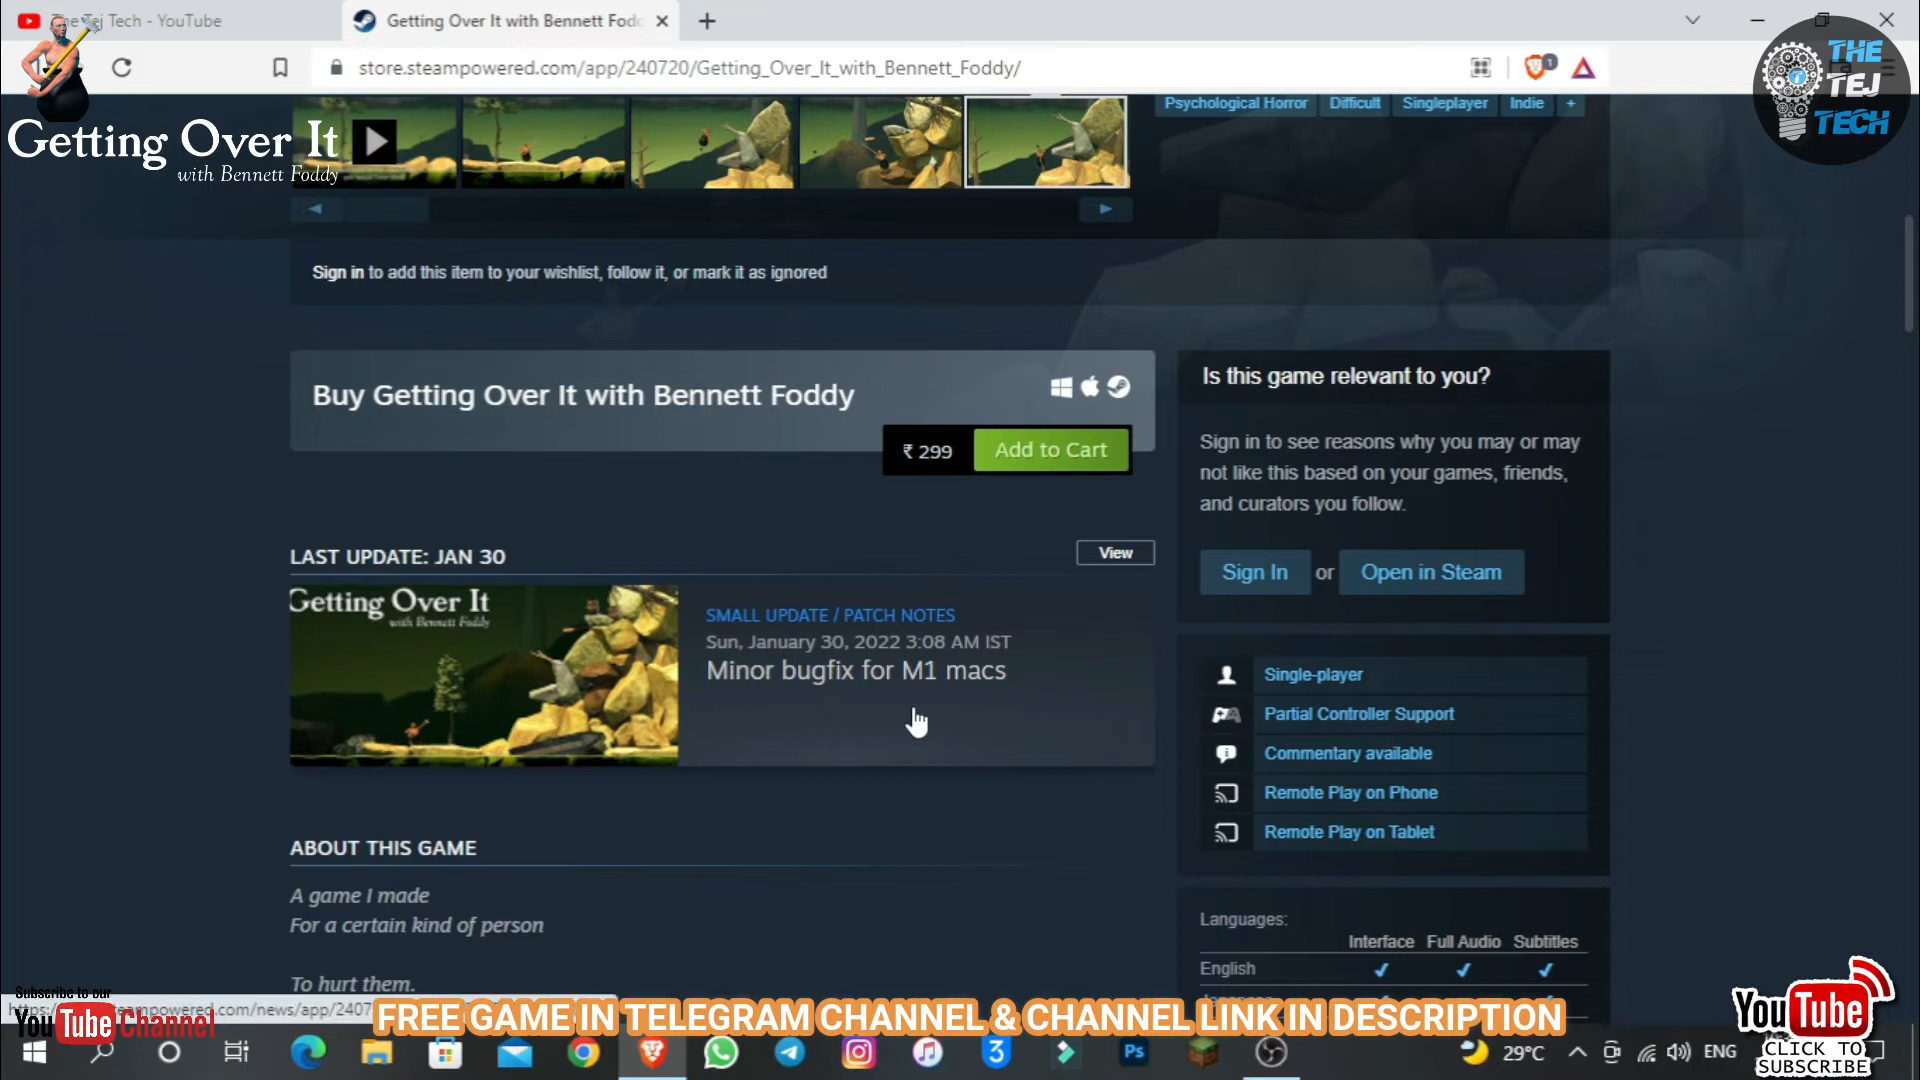 The Tej Tech - YouTube
Getting Over It with Bennett Fodd
store.steampowered.com/app/240720/Getting_Over_It_with_Bennett_Foddy/
1
THE
TEJ
TECH
Getting Over It
with Bennett Foddy
Psychological Horror
Difficult
Singleplayer
Indie
+
Sign in to add this item to your wishlist, follow it, or mark it as ignored
Buy Getting Over It with Bennett Foddy
₹ 299
Add to Cart
Is this game relevant to you?
Sign in to see reasons why you may or may
not like this based on your games, friends,
and curators you follow.
Sign In or Open in Steam
LAST UPDATE: JAN 30
View
Getting Over It
with Bennett Foddy
SMALL UPDATE / PATCH NOTES
Sun, January 30, 2022 3:08 AM IST
Minor bugfix for M1 macs
Single-player
Partial Controller Support
Commentary available
Remote Play on Phone
Remote Play on Tablet
ABOUT THIS GAME
A game I made
For a certain kind of person
To hurt them.
Languages:
Interface Full Audio Subtitles
English ✔ ✔ ✔
Subscribe to our
YouTube Channel
FREE GAME IN TELEGRAM CHANNEL & CHANNEL LINK IN DESCRIPTION
YouTube
CLICK TO
SUBSCRIBE
Ps
29°C
ENG